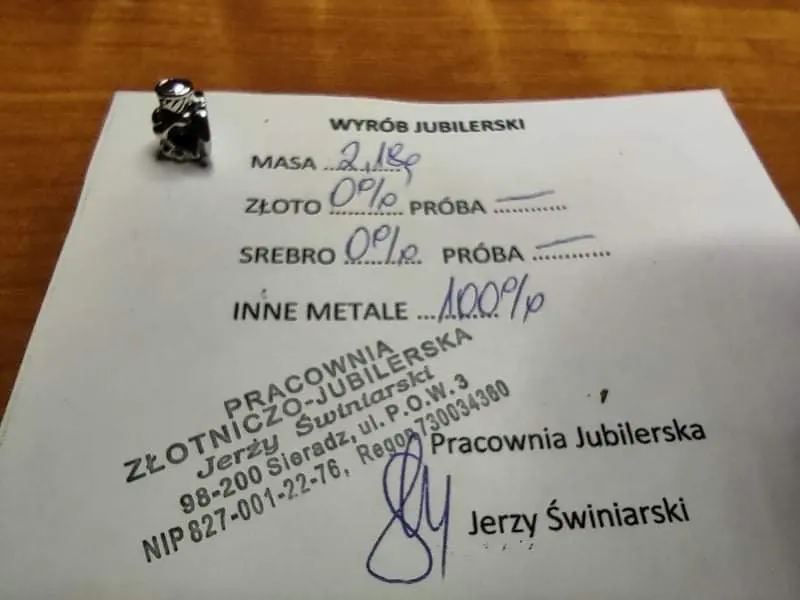 WYRÓB JUBILERSKI
MASA ..2,18g
ZŁOTO 0% PRÓBA —
SREBRO 0% PRÓBA —
INNE METALE ...100%
PRACOWNIA
ZŁOTNICZO-JUBILERSKA
Jerzy Świniarski
98-200 Sieradz, ul. P.O.W. 3
NIP 827-001-22-76, Regon 730034360
Pracownia Jubilerska
Jerzy Świniarski